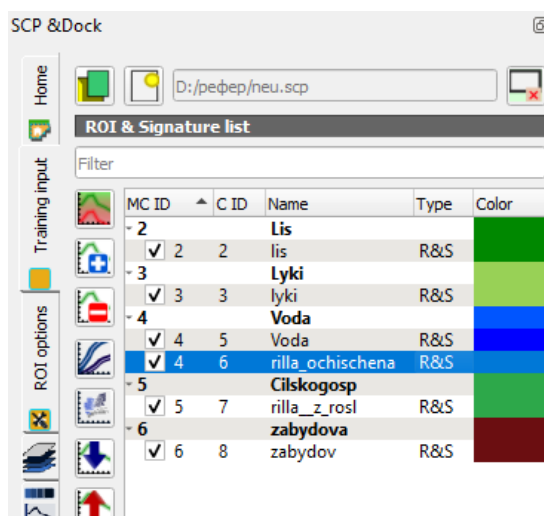 SCP &Dock
Home
Training input
ROI options
D:/рефер/neu.scp
ROI & Signature list
Filter
MC ID C ID Name Type Color
2 Lis
2 2 lis R&S
3 Lyki
3 3 lyki R&S
4 Voda
4 5 Voda R&S
4 6 rilla_ochischena R&S
5 Cilskogosp
5 7 rilla__z_rosl R&S
6 zabydova
6 8 zabydov R&S